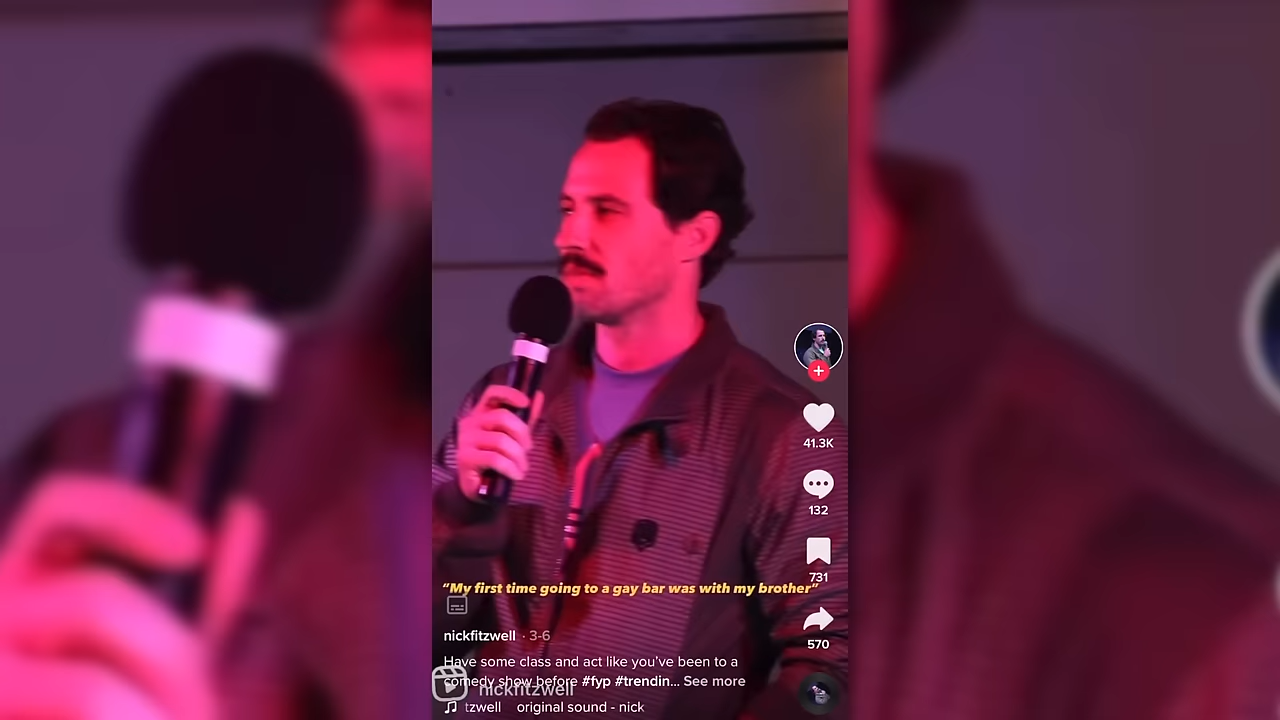 41.3K
132
731
“My first time going to a gay bar was with my brother”
570
nickfitzwell · 3-6
Have some class and act like you’ve been to a
comedy show before #fyp #trendin... See more
nickfitzwell
tzwell original sound - nick